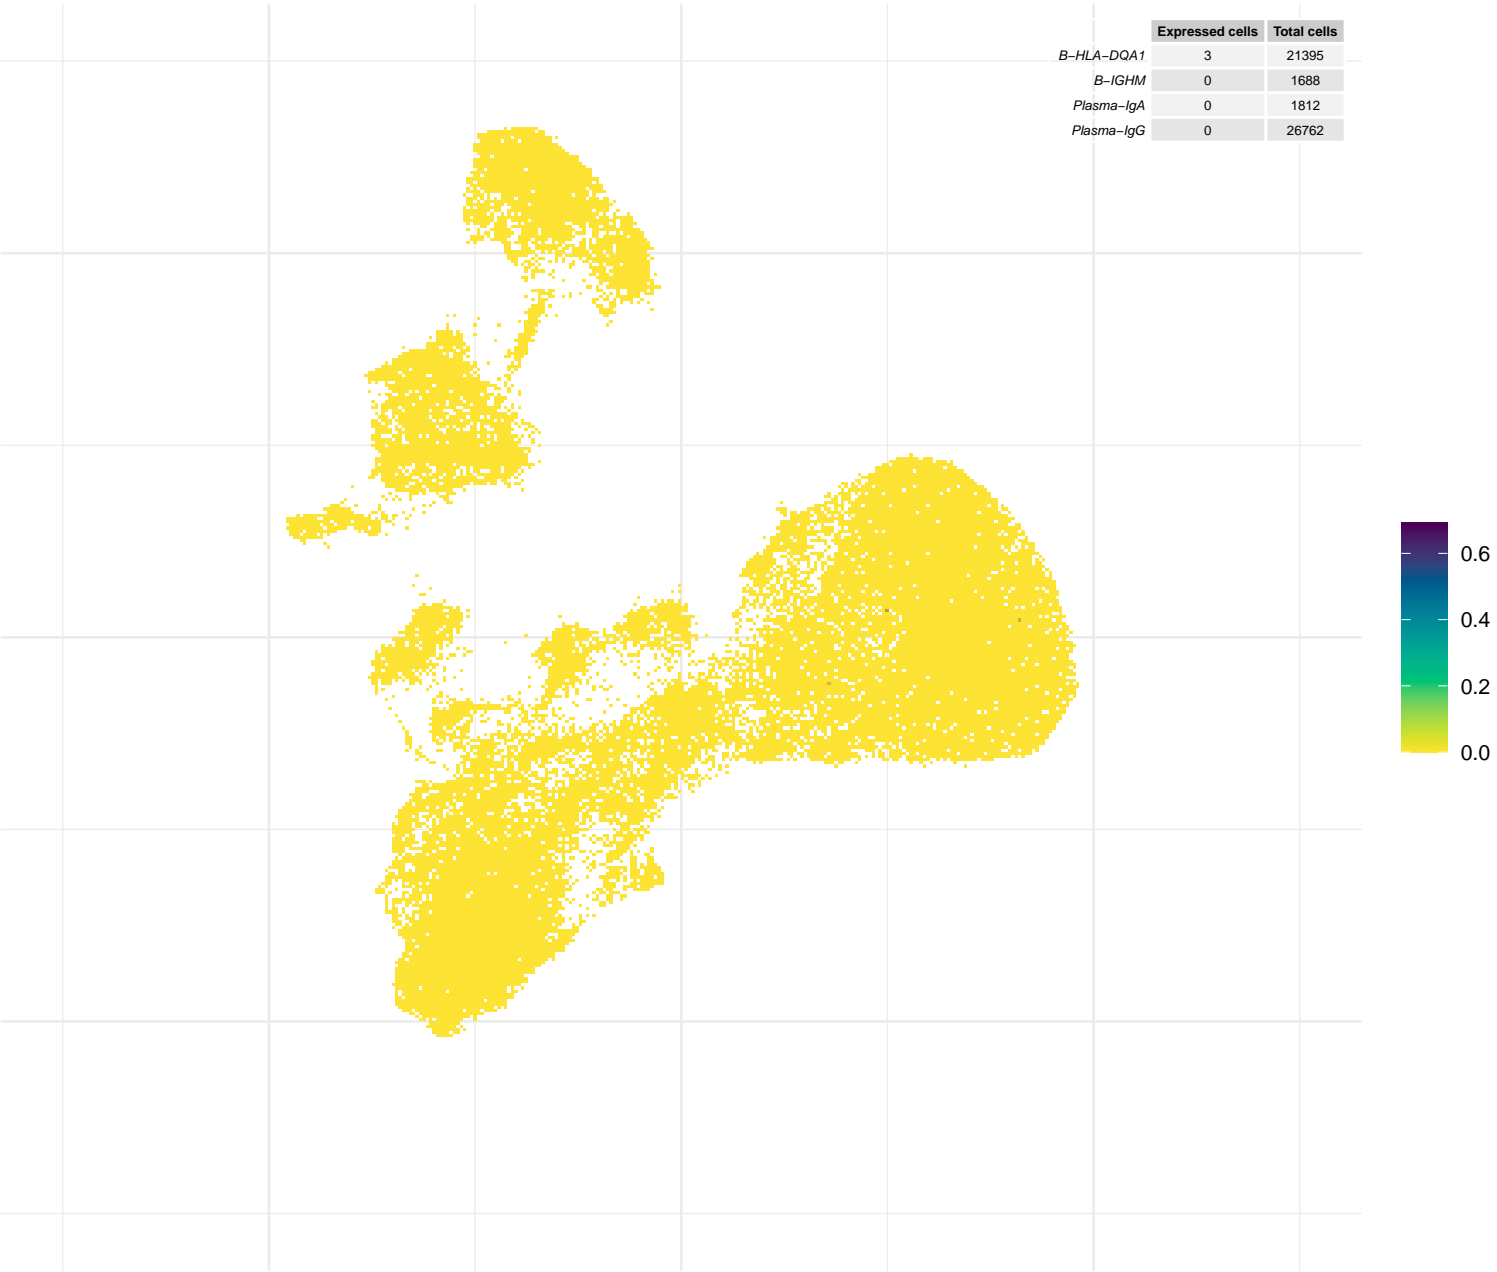 Expressed cells Total cells
B−HLA−DQA1 3 21395
B−IGHM 0 1688
Plasma−IgA 0 1812
Plasma−IgG 0 26762
0.6
0.4
0.2
0.0